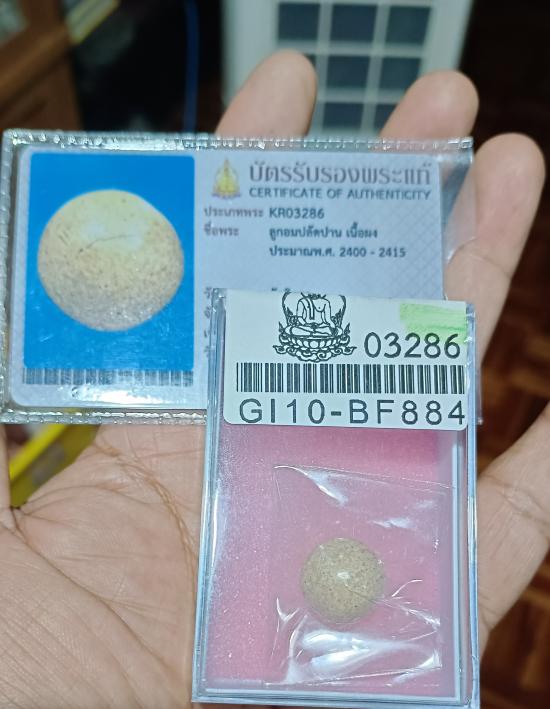 บัตรรับรองพระแท้
CERTIFICATE OF AUTHENTICITY
ประเภทพระ KR03286
ชื่อพระ ลูกอมปลัดปาน เนื้อผง
ประมาณพ.ศ. 2400 - 2415
03286
GI10-BF884